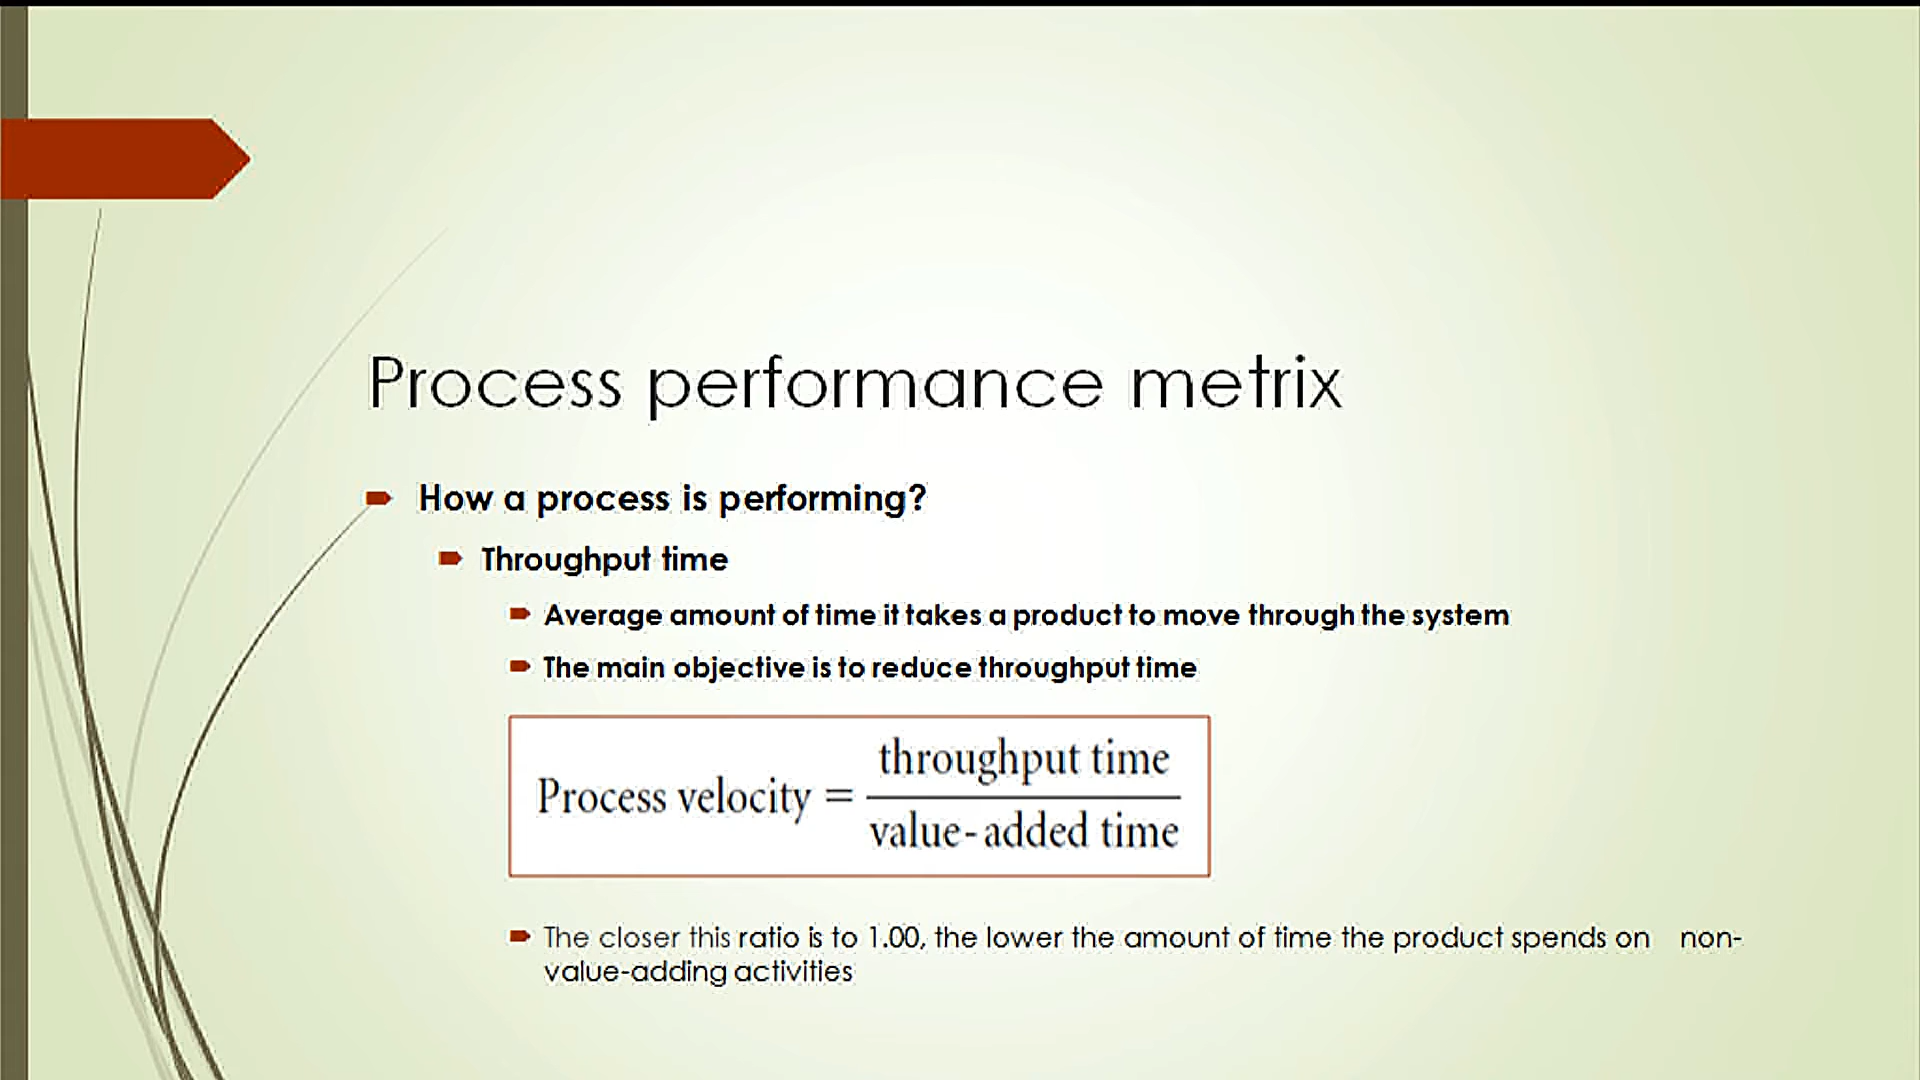 Process performance metrix
How a process is performing?
Throughput time
Average amount of time it takes a product to move through the system
The main objective is to reduce throughput time
Process velocity = throughput time / value-added time
The closer this ratio is to 1.00, the lower the amount of time the product spends on non-
value-adding activities